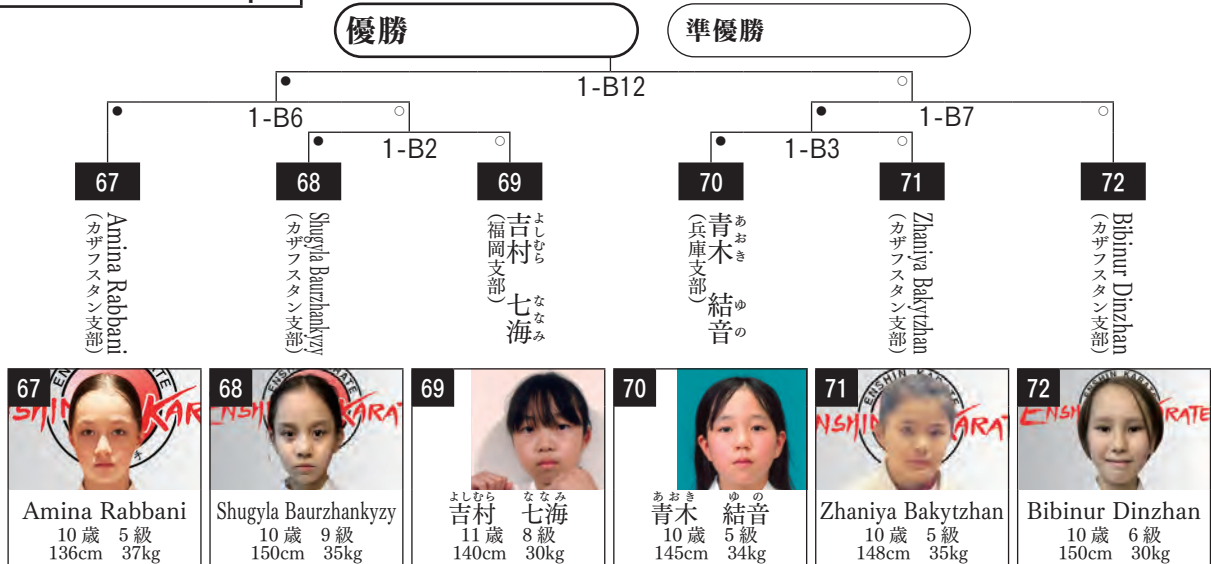 優勝
準優勝
● 1-B12 ○
● 1-B6 ○
● 1-B7
○
● 1-B2 ○
● 1-B3 ○
67
68
69
70
71
72
Amina Rabbani
(カザフスタン支部)
Shugyla Baurzhankyzy
(カザフスタン支部)
吉村 七海
よしむら ななみ
(福岡支部)
青木 結音
あおき ゆの
(兵庫支部)
Zhaniya Bakytzhan
(カザフスタン支部)
Bibinur Dinzhan
(カザフスタン支部)
67
Amina Rabbani
10歳 5級
136cm 37kg
68
Shugyla Baurzhankyzy
10歳 9級
150cm 35kg
69
よしむら ななみ
吉村 七海
11歳 8級
140cm 30kg
70
あおき ゆの
青木 結音
10歳 5級
145cm 34kg
71
ENSHIN KARATE
Zhaniya Bakytzhan
10歳 5級
148cm 35kg
72
Bibinur Dinzhan
10歳 6級
150cm 30kg